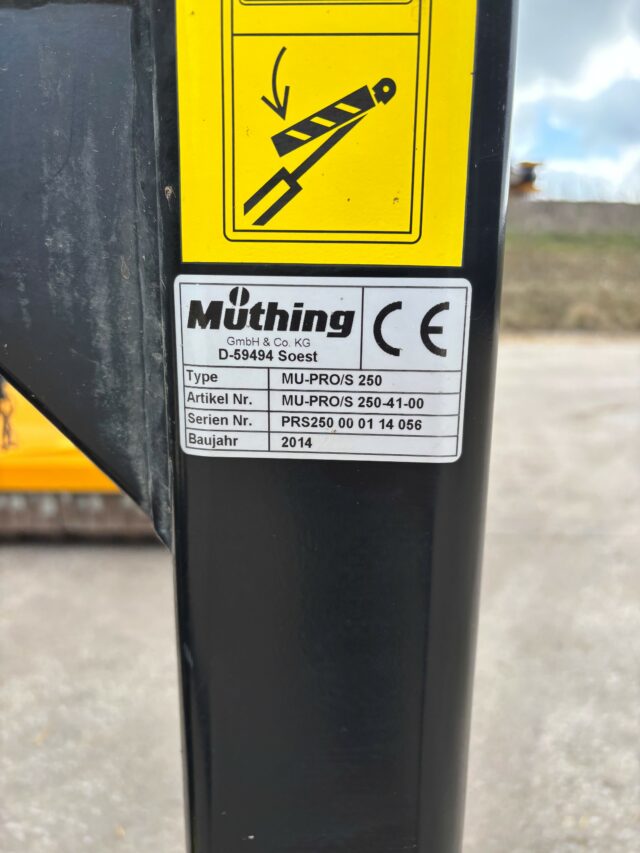 Müthing
GmbH & Co. KG
D-59494 Soest
CE
Type MU-PRO/S 250
Artikel Nr. MU-PRO/S 250-41-00
Serien Nr. PRS250 00 01 14 056
Baujahr 2014